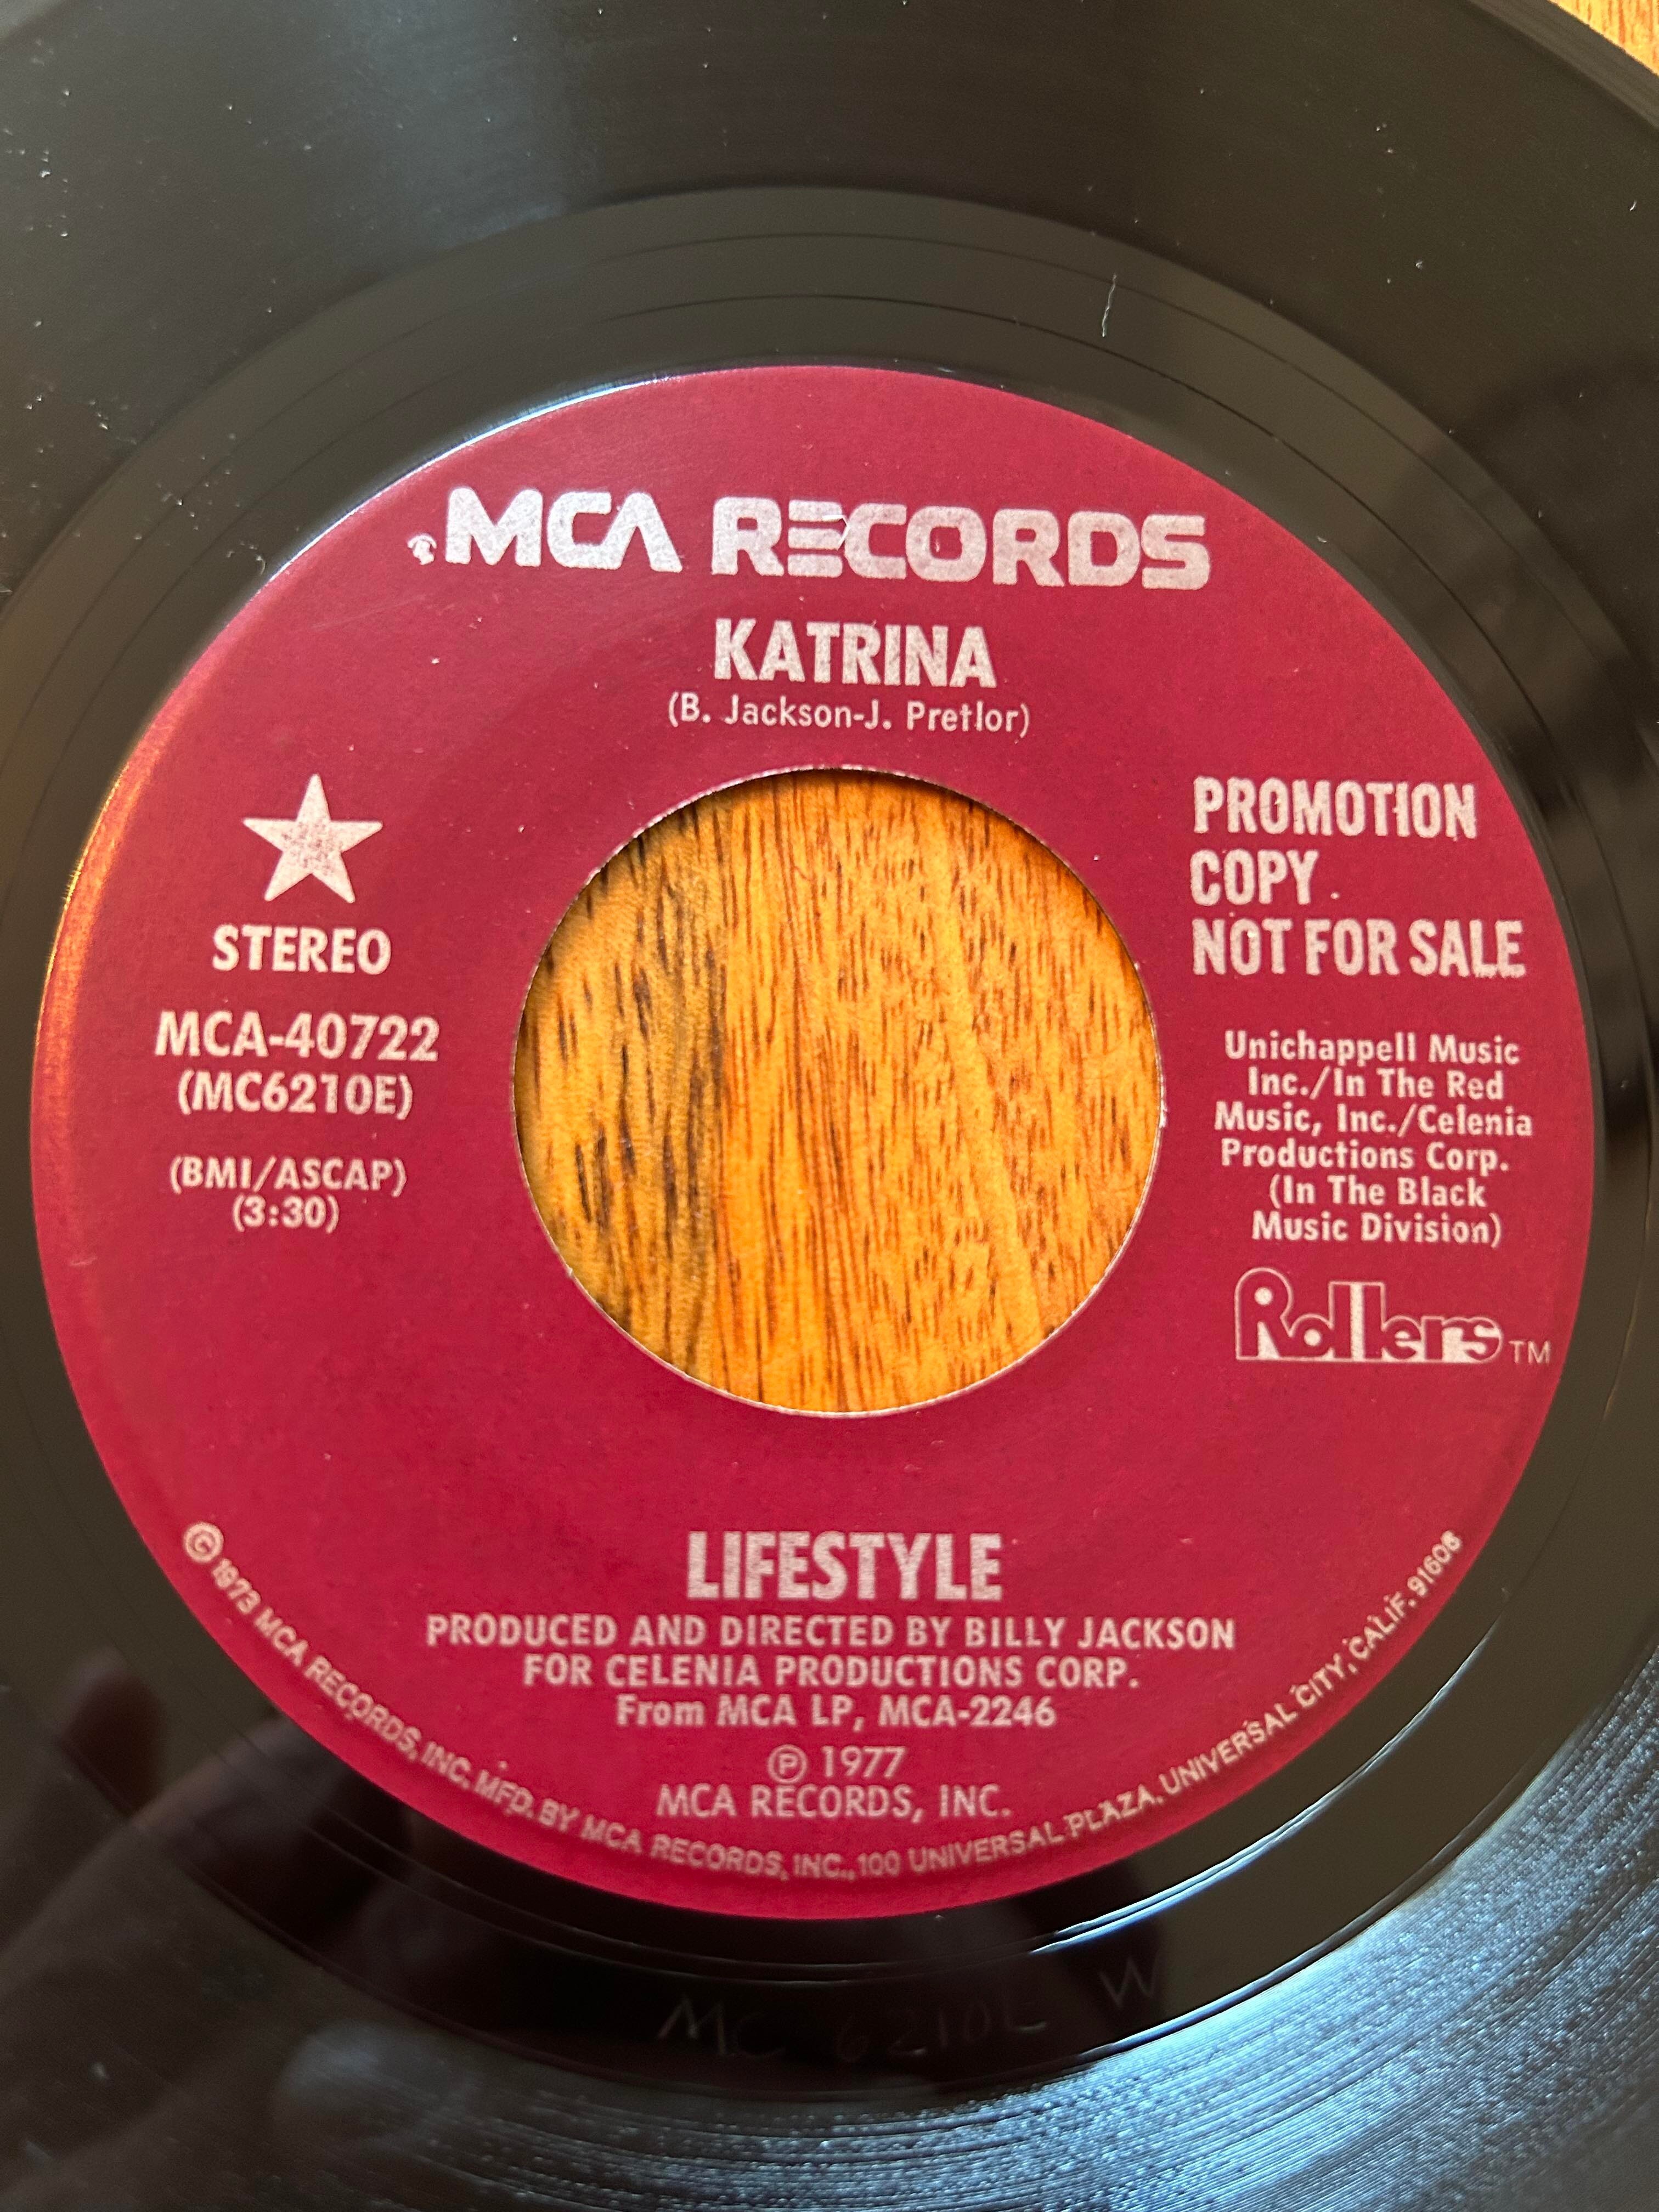 MCA RECORDS
KATRINA
(B. Jackson-J. Pretlor)
STEREO
MCA-40722
(MC6210E)
(BMI/ASCAP)
(3:30)
PROMOTION
COPY
NOT FOR SALE
Unichappell Music
Inc./In The Red
Music, Inc./Celenia
Productions Corp.
(In The Black
Music Division)
Rollers TM
LIFESTYLE
PRODUCED AND DIRECTED BY BILLY JACKSON
FOR CELENIA PRODUCTIONS CORP.
From MCA LP, MCA-2246
℗ 1977
MCA RECORDS, INC.
© 1973 MCA RECORDS, INC. MFD. BY MCA RECORDS, INC., 100 UNIVERSAL PLAZA, UNIVERSAL CITY, CALIF. 91608
MC 6210E W